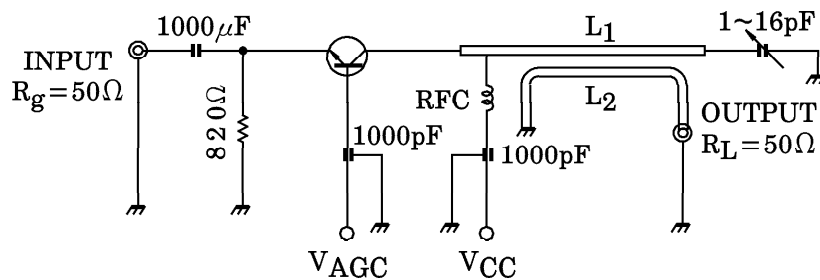 1000μF
INPUT
Rg=50Ω
820Ω
1000pF
VAGC
RFC
1000pF
VCC
L1
L2
1~16pF
OUTPUT
RL=50Ω